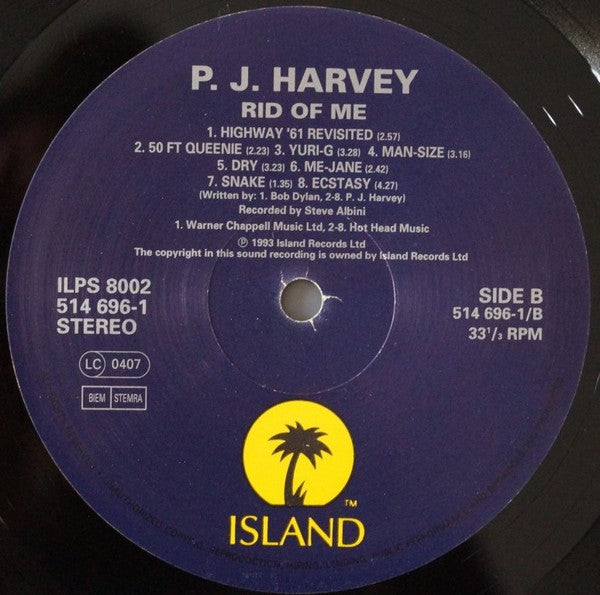 P. J. HARVEY
RID OF ME
1. HIGHWAY '61 REVISITED (2.57)
2. 50 FT QUEENIE (2.23) 3. YURI-G (3.28) 4. MAN-SIZE (3.16)
5. DRY (3.23) 6. ME-JANE (2.42)
7. SNAKE (1.35) 8. ECSTASY (4.27)
(Written by: 1. Bob Dylan, 2-8. P. J. Harvey)
Recorded by Steve Albini
1. Warner Chappell Music Ltd, 2-8. Hot Head Music
℗ 1993 Island Records Ltd
The copyright in this sound recording is owned by Island Records Ltd
ILPS 8002
514 696-1
STEREO
SIDE B
514 696-1/B
33¹/₃ RPM
LC 0407
BIEM STEMRA
TM
ISLAND